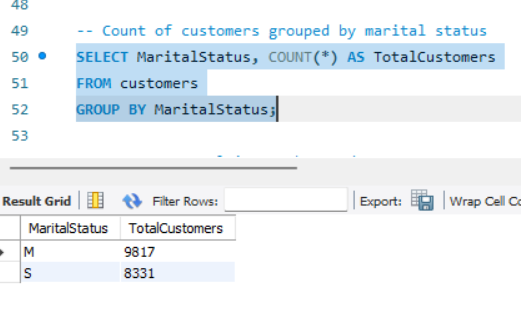 48
49 -- Count of customers grouped by marital status
50 SELECT MaritalStatus, COUNT(*) AS TotalCustomers
51 FROM customers
52 GROUP BY MaritalStatus;
53
Result Grid Filter Rows: Export: Wrap Cell Co
MaritalStatus TotalCustomers
M 9817
S 8331